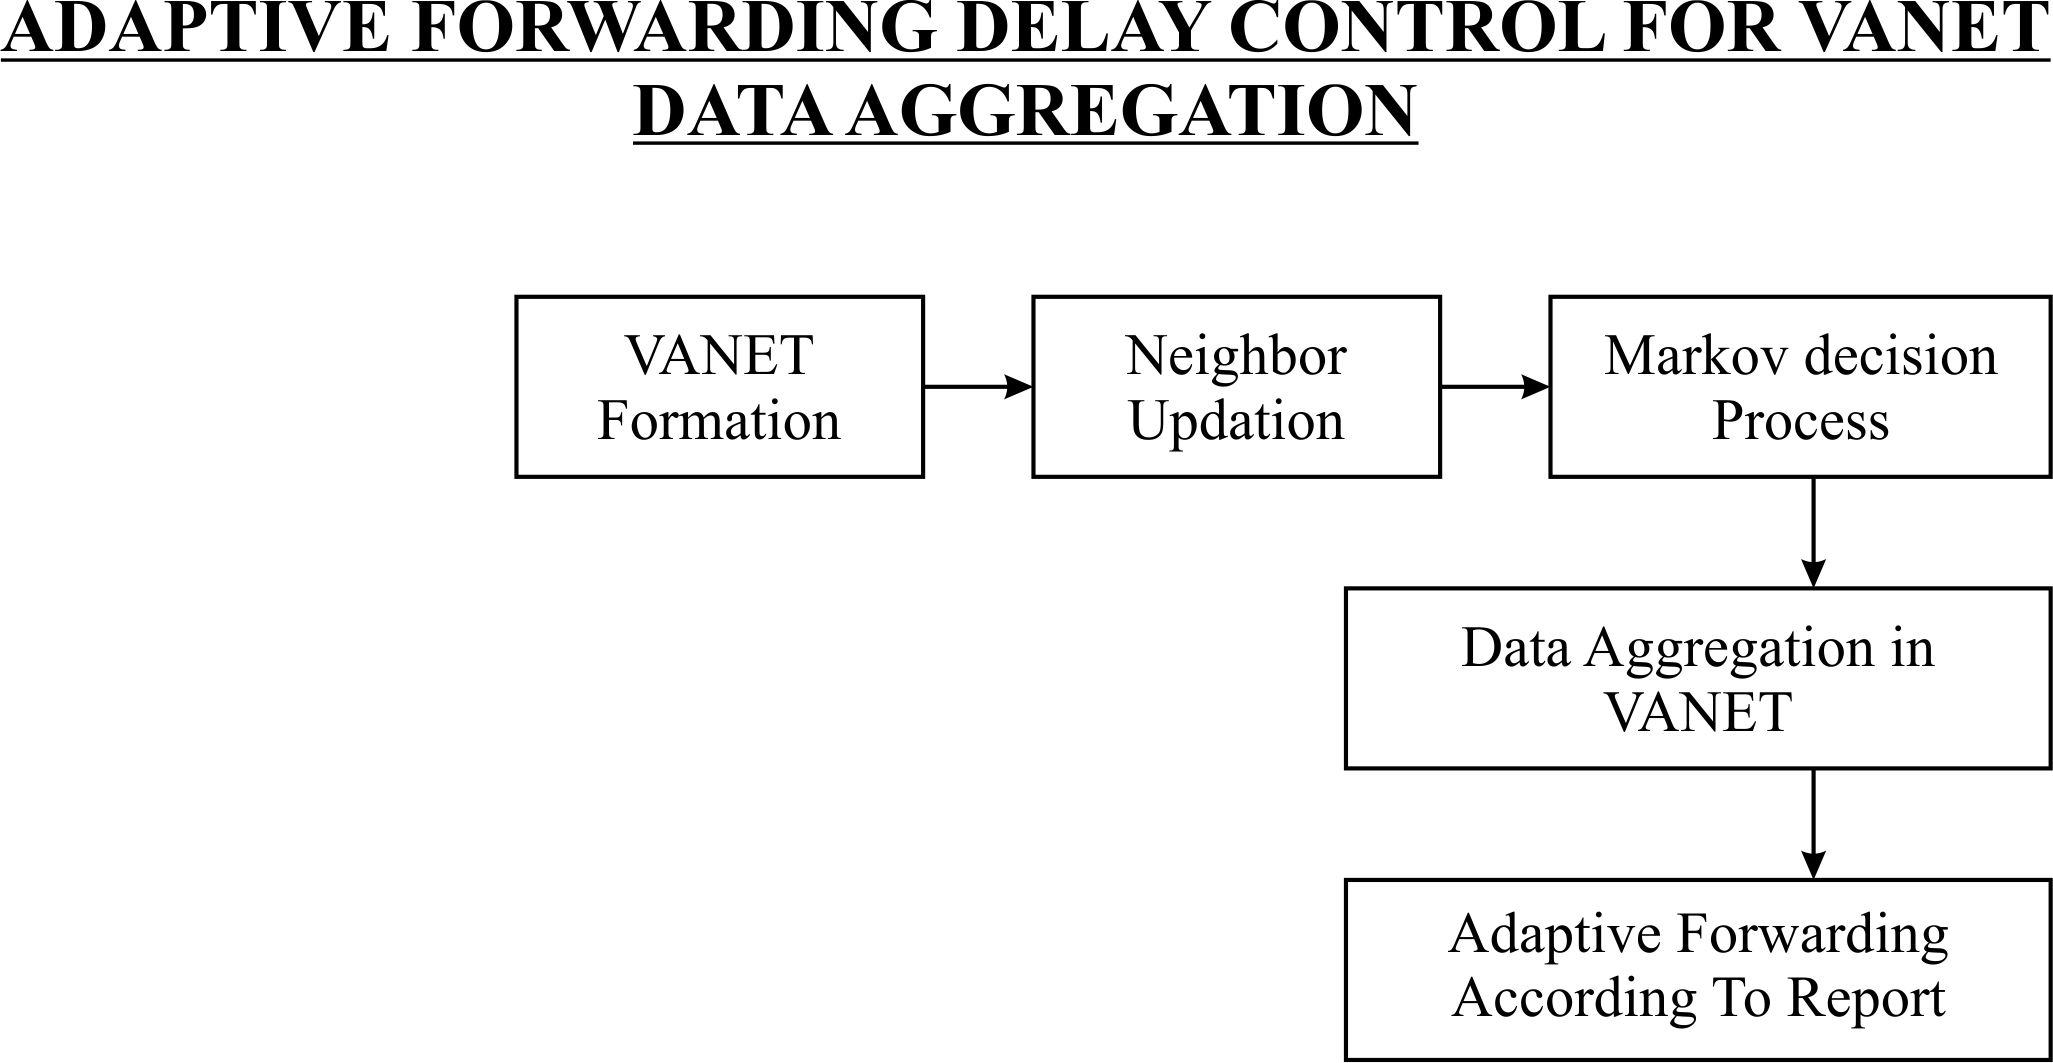 ADAPTIVE FORWARDING DELAY CONTROL FOR VANET
DATA AGGREGATION
VANET
Formation
Neighbor
Updation
Markov decision
Process
Data Aggregation in
VANET
Adaptive Forwarding
According To Report